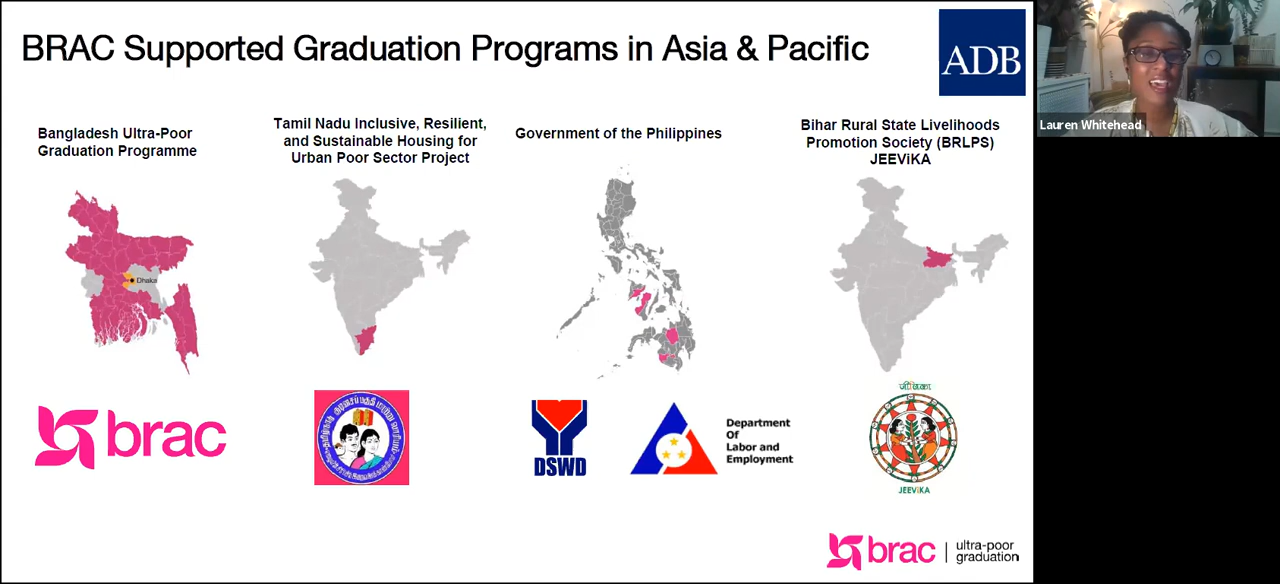 BRAC Supported Graduation Programs in Asia & Pacific
ADB
Lauren Whitehead
Bangladesh Ultra-Poor
Graduation Programme
Tamil Nadu Inclusive, Resilient,
and Sustainable Housing for
Urban Poor Sector Project
Government of the Philippines
Bihar Rural State Livelihoods
Promotion Society (BRLPS)
JEEViKA
Dhaka
brac
DSWD
Department
Of
Labor and
Employment
जीविका
JEEViKA
brac
ultra-poor
graduation